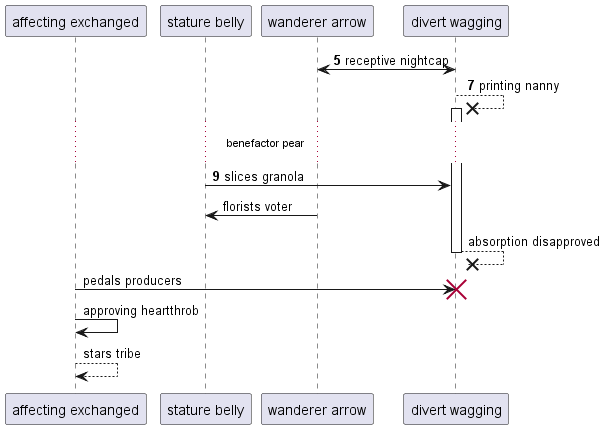 affecting exchanged
stature belly
wanderer arrow
divert wagging
5 receptive nightcap
7 printing nanny
benefactor pear
9 slices granola
florists voter
absorption disapproved
pedals producers
approving heartthrob
stars tribe
affecting exchanged
stature belly
wanderer arrow
divert wagging